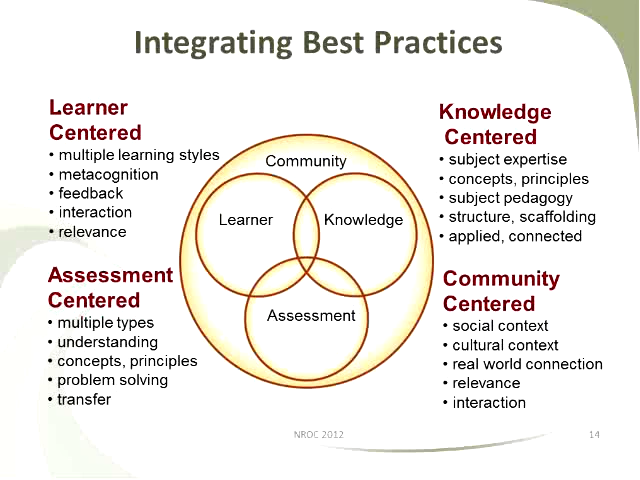 Integrating Best Practices
Learner
Centered
• multiple learning styles
• metacognition
• feedback
• interaction
• relevance
Knowledge
Centered
• subject expertise
• concepts, principles
• subject pedagogy
• structure, scaffolding
• applied, connected
Community
Learner
Knowledge
Assessment
Assessment
Centered
• multiple types
• understanding
• concepts, principles
• problem solving
• transfer
Community
Centered
• social context
• cultural context
• real world connection
• relevance
• interaction
NROC 2012
14